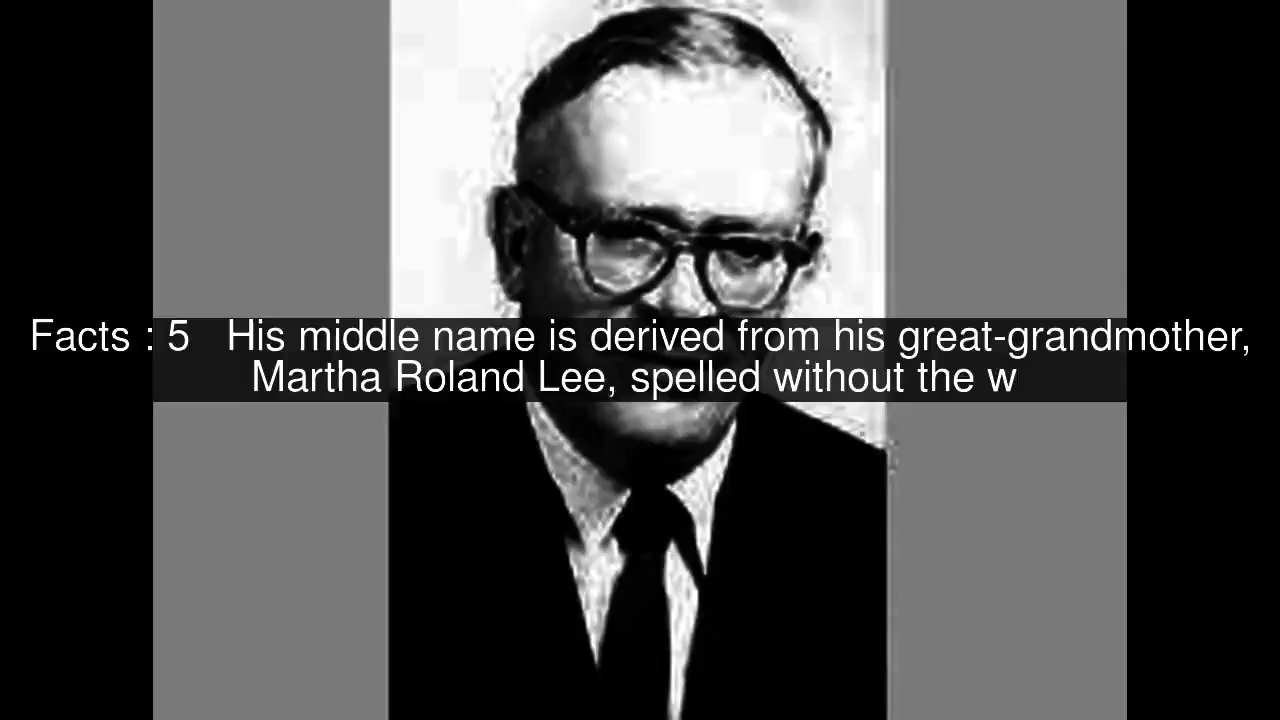 Facts : 5   His middle name is derived from his great-grandmother,
Martha Roland Lee, spelled without the w